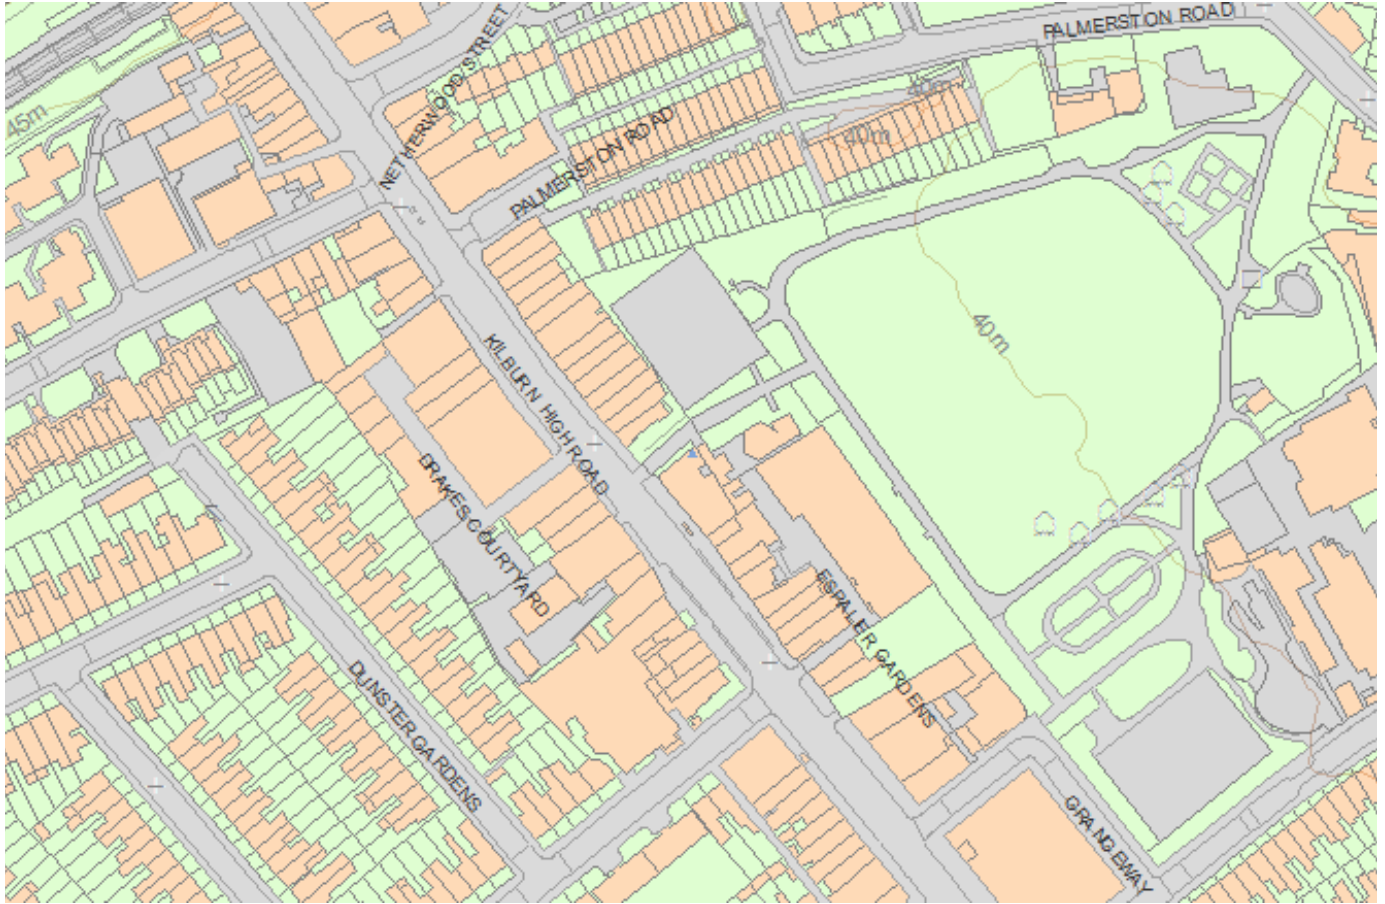 PALMERSTON ROAD
NETHERWOOD STREET
45m
40m
PALMERSTON ROAD
40m
40m
KILBURN HIGH ROAD
DRAKES COURTYARD
ESPALIER GARDENS
DUNSTER GARDENS
GRANGEWAY